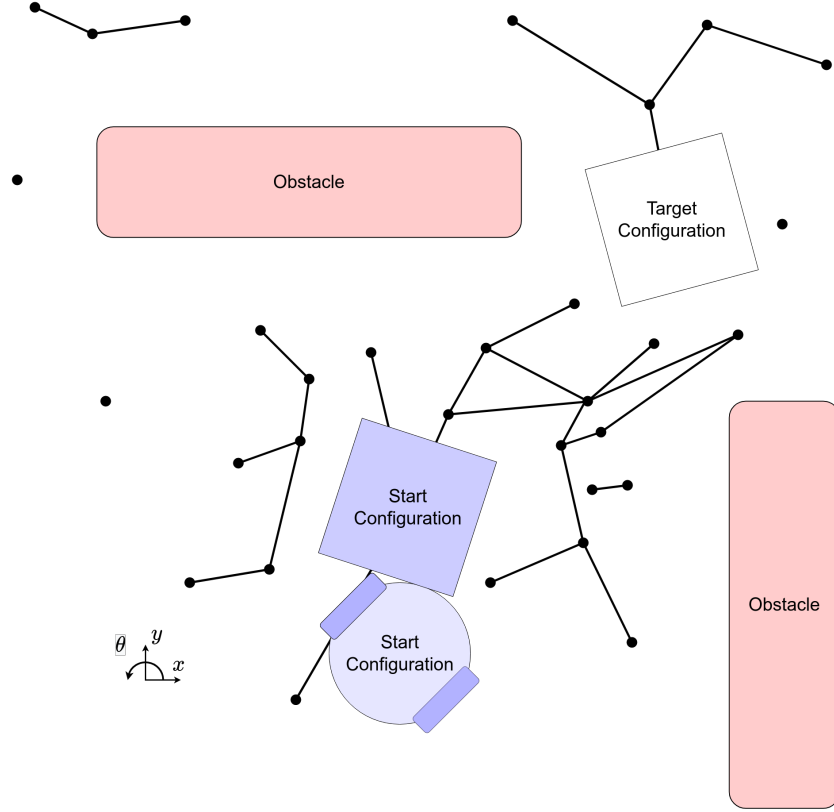 Obstacle
Target
Configuration
Start
Configuration
Obstacle
Start
Configuration
θ
y
x